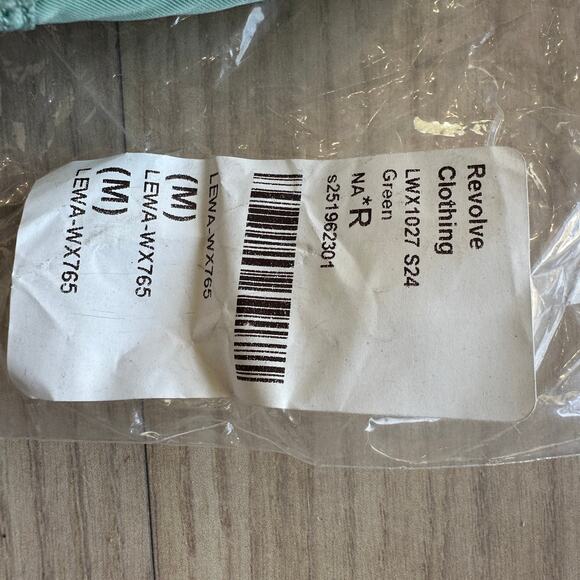 Revolve
Clothing
LWX1027 S24
Green
NA*R
s251962301
LEWA-WX765
(M)
LEWA-WX765
(M)
LEWA-WX765